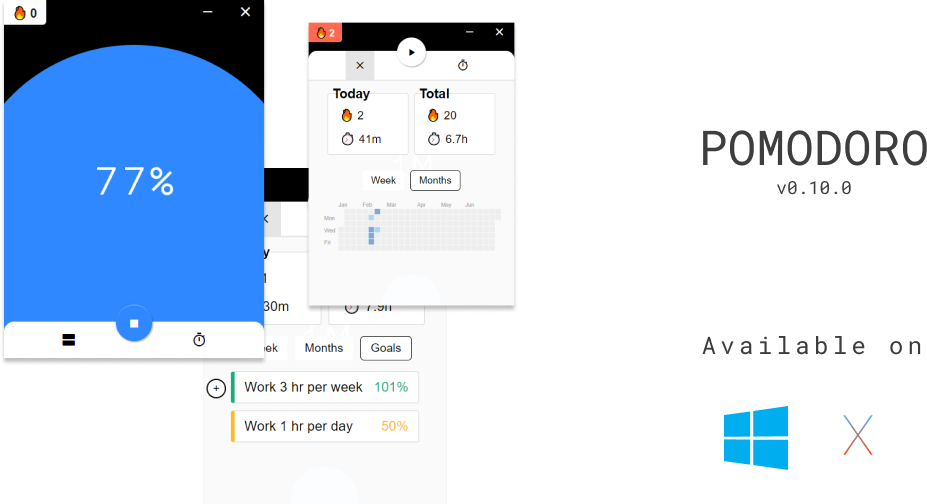 0
77%
2
Today
Total
2
20
41m
6.7h
Week
Months
Jan Feb Mar Apr May Jun
Mon
Wed
Fri
y
30m
7.9h
ek
Months
Goals
Work 3 hr per week 101%
Work 1 hr per day 50%
POMODORO
v0.10.0
Available on